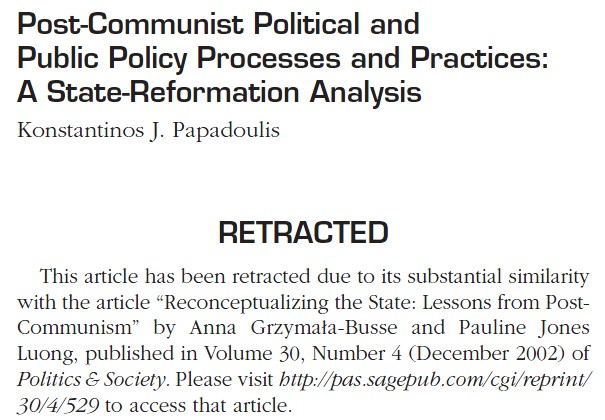 Post-Communist Political and
Public Policy Processes and Practices:
A State-Reformation Analysis
Konstantinos J. Papadoulis
RETRACTED
This article has been retracted due to its substantial similarity
with the article “Reconceptualizing the State: Lessons from Post-
Communism” by Anna Grzymała-Busse and Pauline Jones
Luong, published in Volume 30, Number 4 (December 2002) of
Politics & Society. Please visit http://pas.sagepub.com/cgi/reprint/
30/4/529 to access that article.